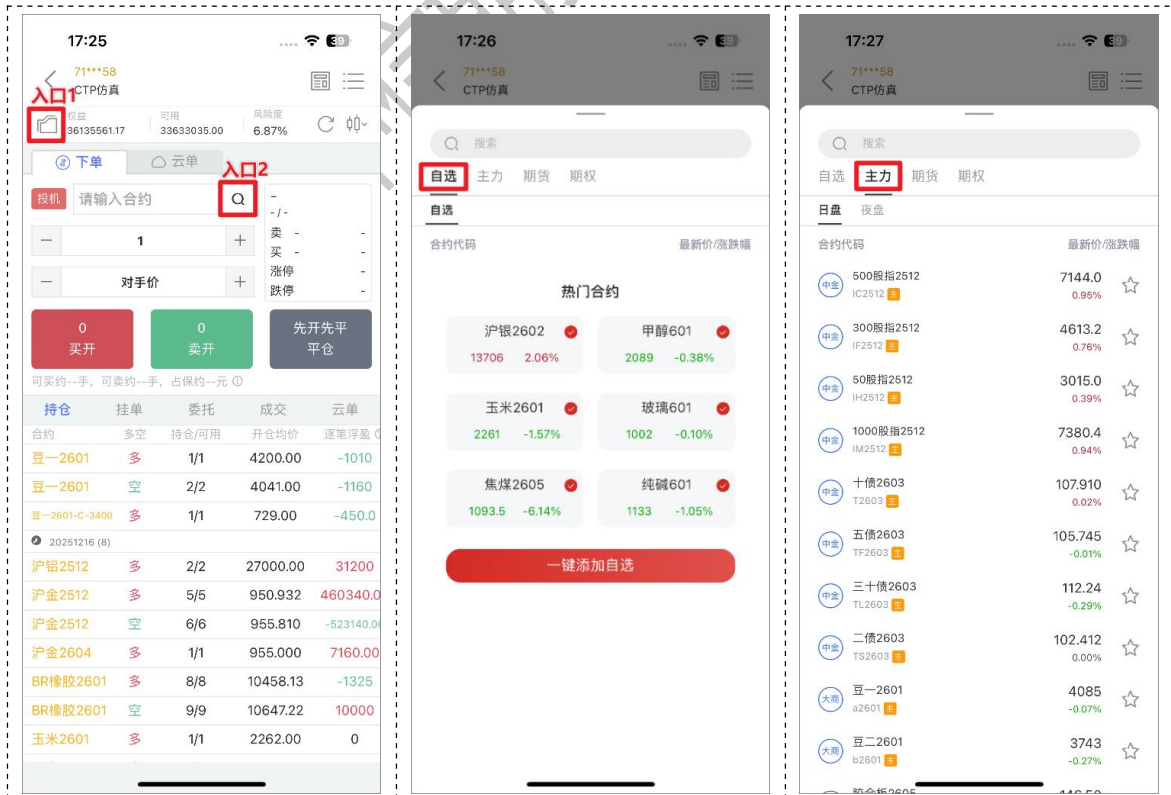 17:25
39
71***58
CTP仿真
入口1
权益
36135561.17
可用
33633035.00
风险度
6.87%
下单
云单
入口2
投机
请输入合约
-
-/-
卖 - -
买 - -
涨停 -
跌停 -
— 1 +
— 对手价 +
0
买开
0
卖开
先开先平
平仓
可买约--手，可卖约--手，占保约--元
持仓 挂单 委托 成交 云单
合约 多空 持仓/可用 开仓均价 逐笔浮盈
豆一2601 多 1/1 4200.00 -1010
豆一2601 空 2/2 4041.00 -1160
豆一2601-C-3400 多 1/1 729.00 -450.0
20251216 (8)
沪铝2512 多 2/2 27000.00 31200
沪金2512 多 5/5 950.932 460340.0
沪金2512 空 6/6 955.810 -523140.00
沪金2604 多 1/1 955.000 7160.00
BR橡胶2601 多 8/8 10458.13 -1325
BR橡胶2601 空 9/9 10647.22 10000
玉米2601 多 1/1 2262.00 0
17:26
39
71***58
CTP仿真
搜索
自选 主力 期货 期权
自选
合约代码 最新价/涨跌幅
热门合约
沪银2602
13706 2.06%
甲醇601
2089 -0.38%
玉米2601
2261 -1.57%
玻璃601
1002 -0.10%
焦煤2605
1093.5 -6.14%
纯碱601
1133 -1.05%
一键添加自选
17:27
39
71***58
CTP仿真
搜索
自选 主力 期货 期权
日盘 夜盘
合约代码 最新价/涨跌幅
中金 500股指2512 7144.0
IC2512 主 0.95%
中金 300股指2512 4613.2
IF2512 主 0.76%
中金 50股指2512 3015.0
IH2512 主 0.39%
中金 1000股指2512 7380.4
IM2512 主 0.94%
中金 十债2603 107.910
T2603 主 0.02%
中金 五债2603 105.745
TF2603 主 -0.01%
中金 三十债2603 112.24
TL2603 主 -0.29%
中金 二债2603 102.412
TS2603 主 0.00%
大商 豆一2601 4085
a2601 主 -0.07%
大商 豆二2601 3743
b2601 主 -0.27%